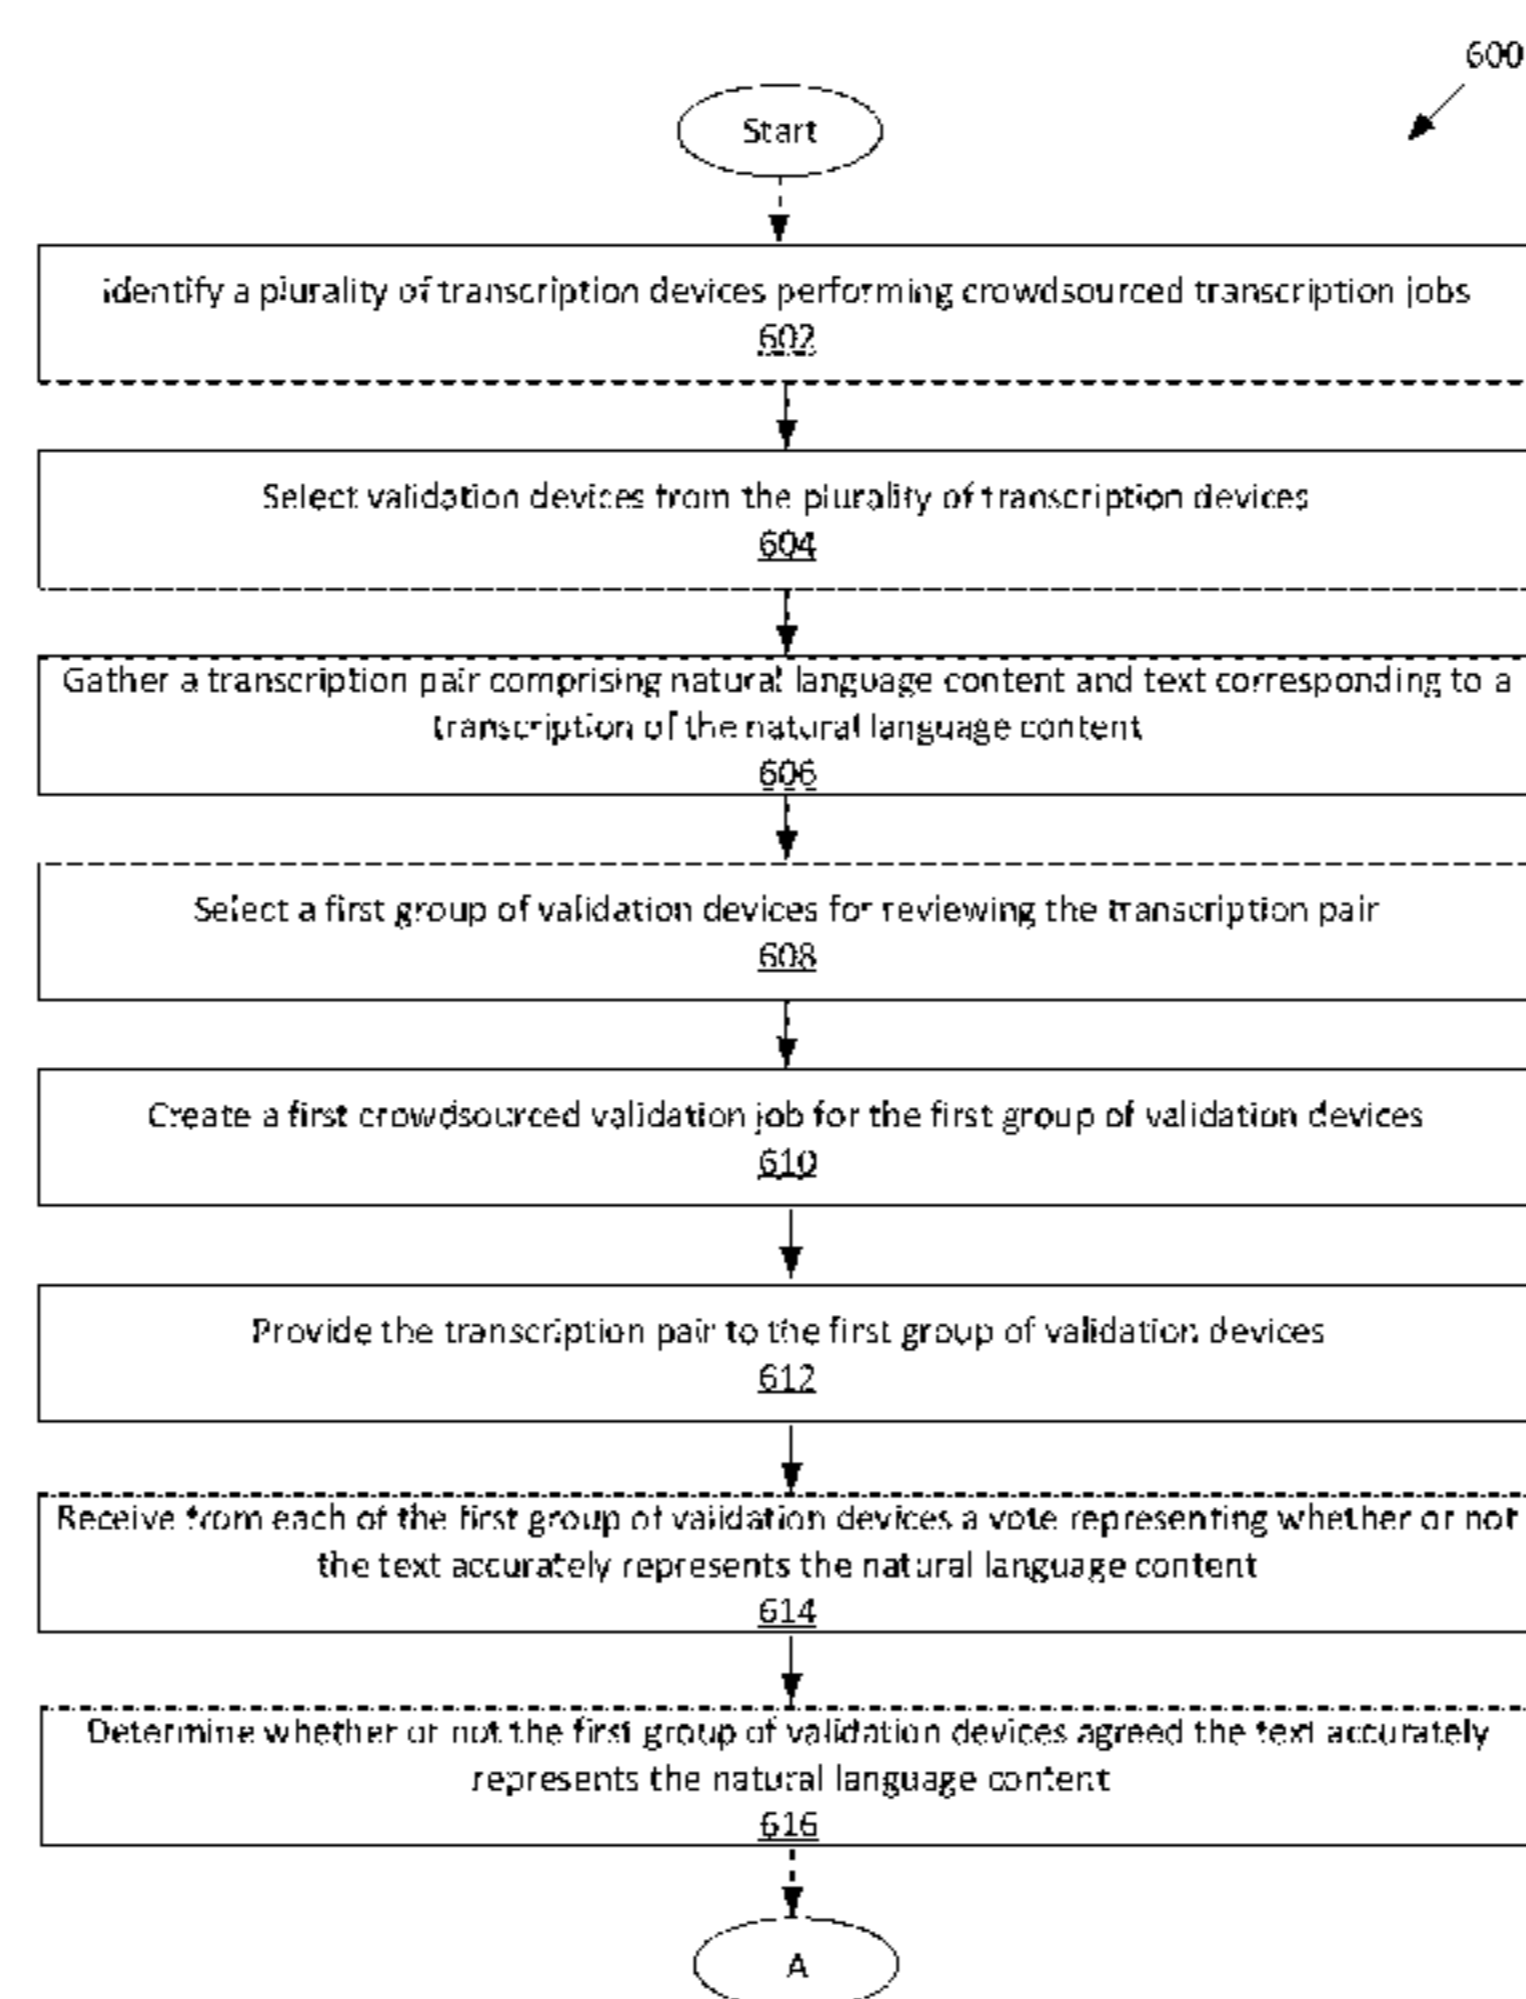 600
Start
Identify a plurality of transcription devices performing crowdsourced transcription jobs
602
Select validation devices from the plurality of transcription devices
604
Gather a transcription pair comprising natural language content and text corresponding to a
transcription of the natural language content
606
Select a first group of validation devices for reviewing the transcription pair
608
Create a first crowdsourced validation job for the first group of validation devices
610
Provide the transcription pair to the first group of validation devices
612
Receive from each of the first group of validation devices a vote representing whether or not
the text accurately represents the natural language content
614
Determine whether or not the first group of validation devices agreed the text accurately
represents the natural language content
616
A